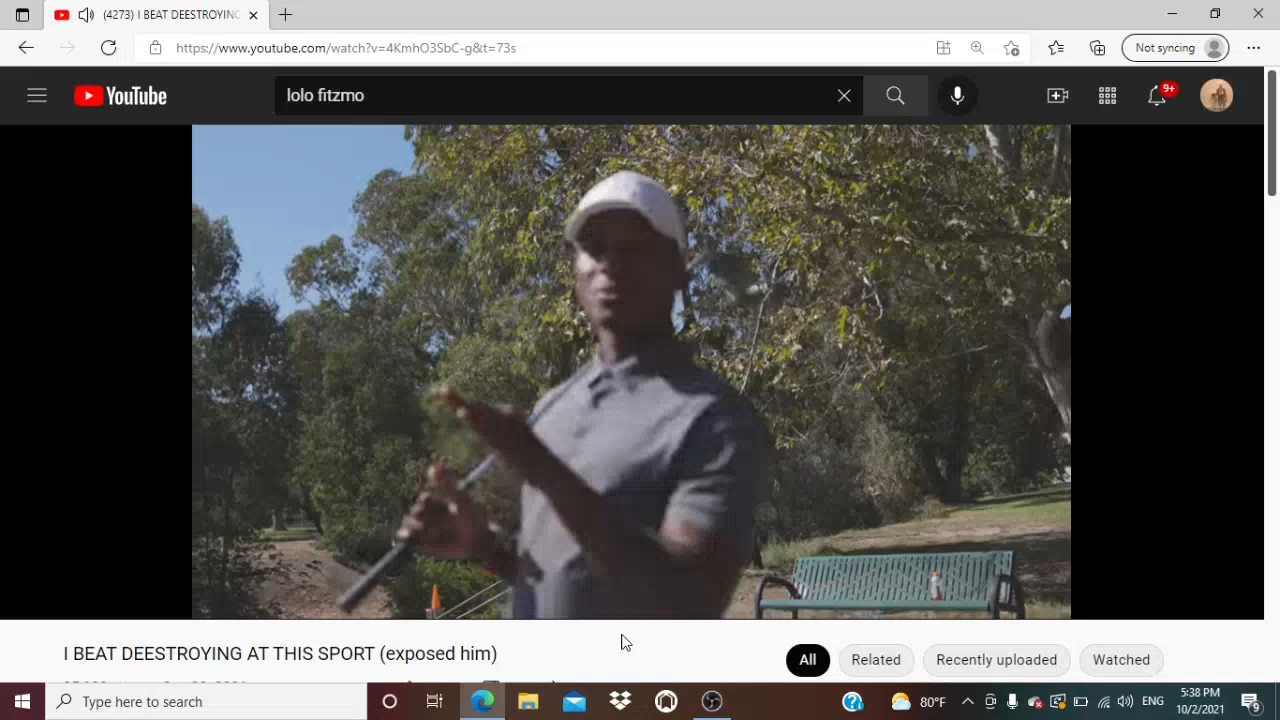 (4273) I BEAT DEESTROYING
https://www.youtube.com/watch?v=4KmhO3SbC-g&t=73s
Not syncing
YouTube
lolo fitzmo
9+
I BEAT DEESTROYING AT THIS SPORT (exposed him)
All
Related
Recently uploaded
Watched
Type here to search
80°F
ENG
5:38 PM
10/2/2021
9